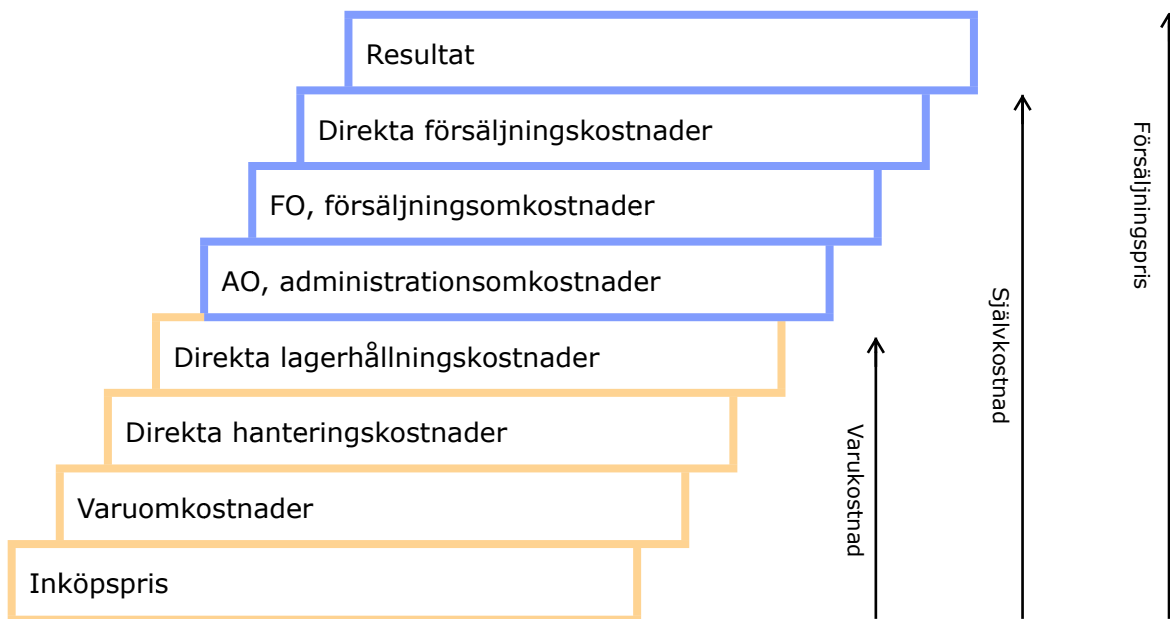 Resultat
Direkta försäljningskostnader
FO, försäljningsomkostnader
AO, administrationsomkostnader
Direkta lagerhållningskostnader
Direkta hanteringskostnader
Varuomkostnader
Inköpspris
Varukostnad
Självkostnad
Försäljningspris